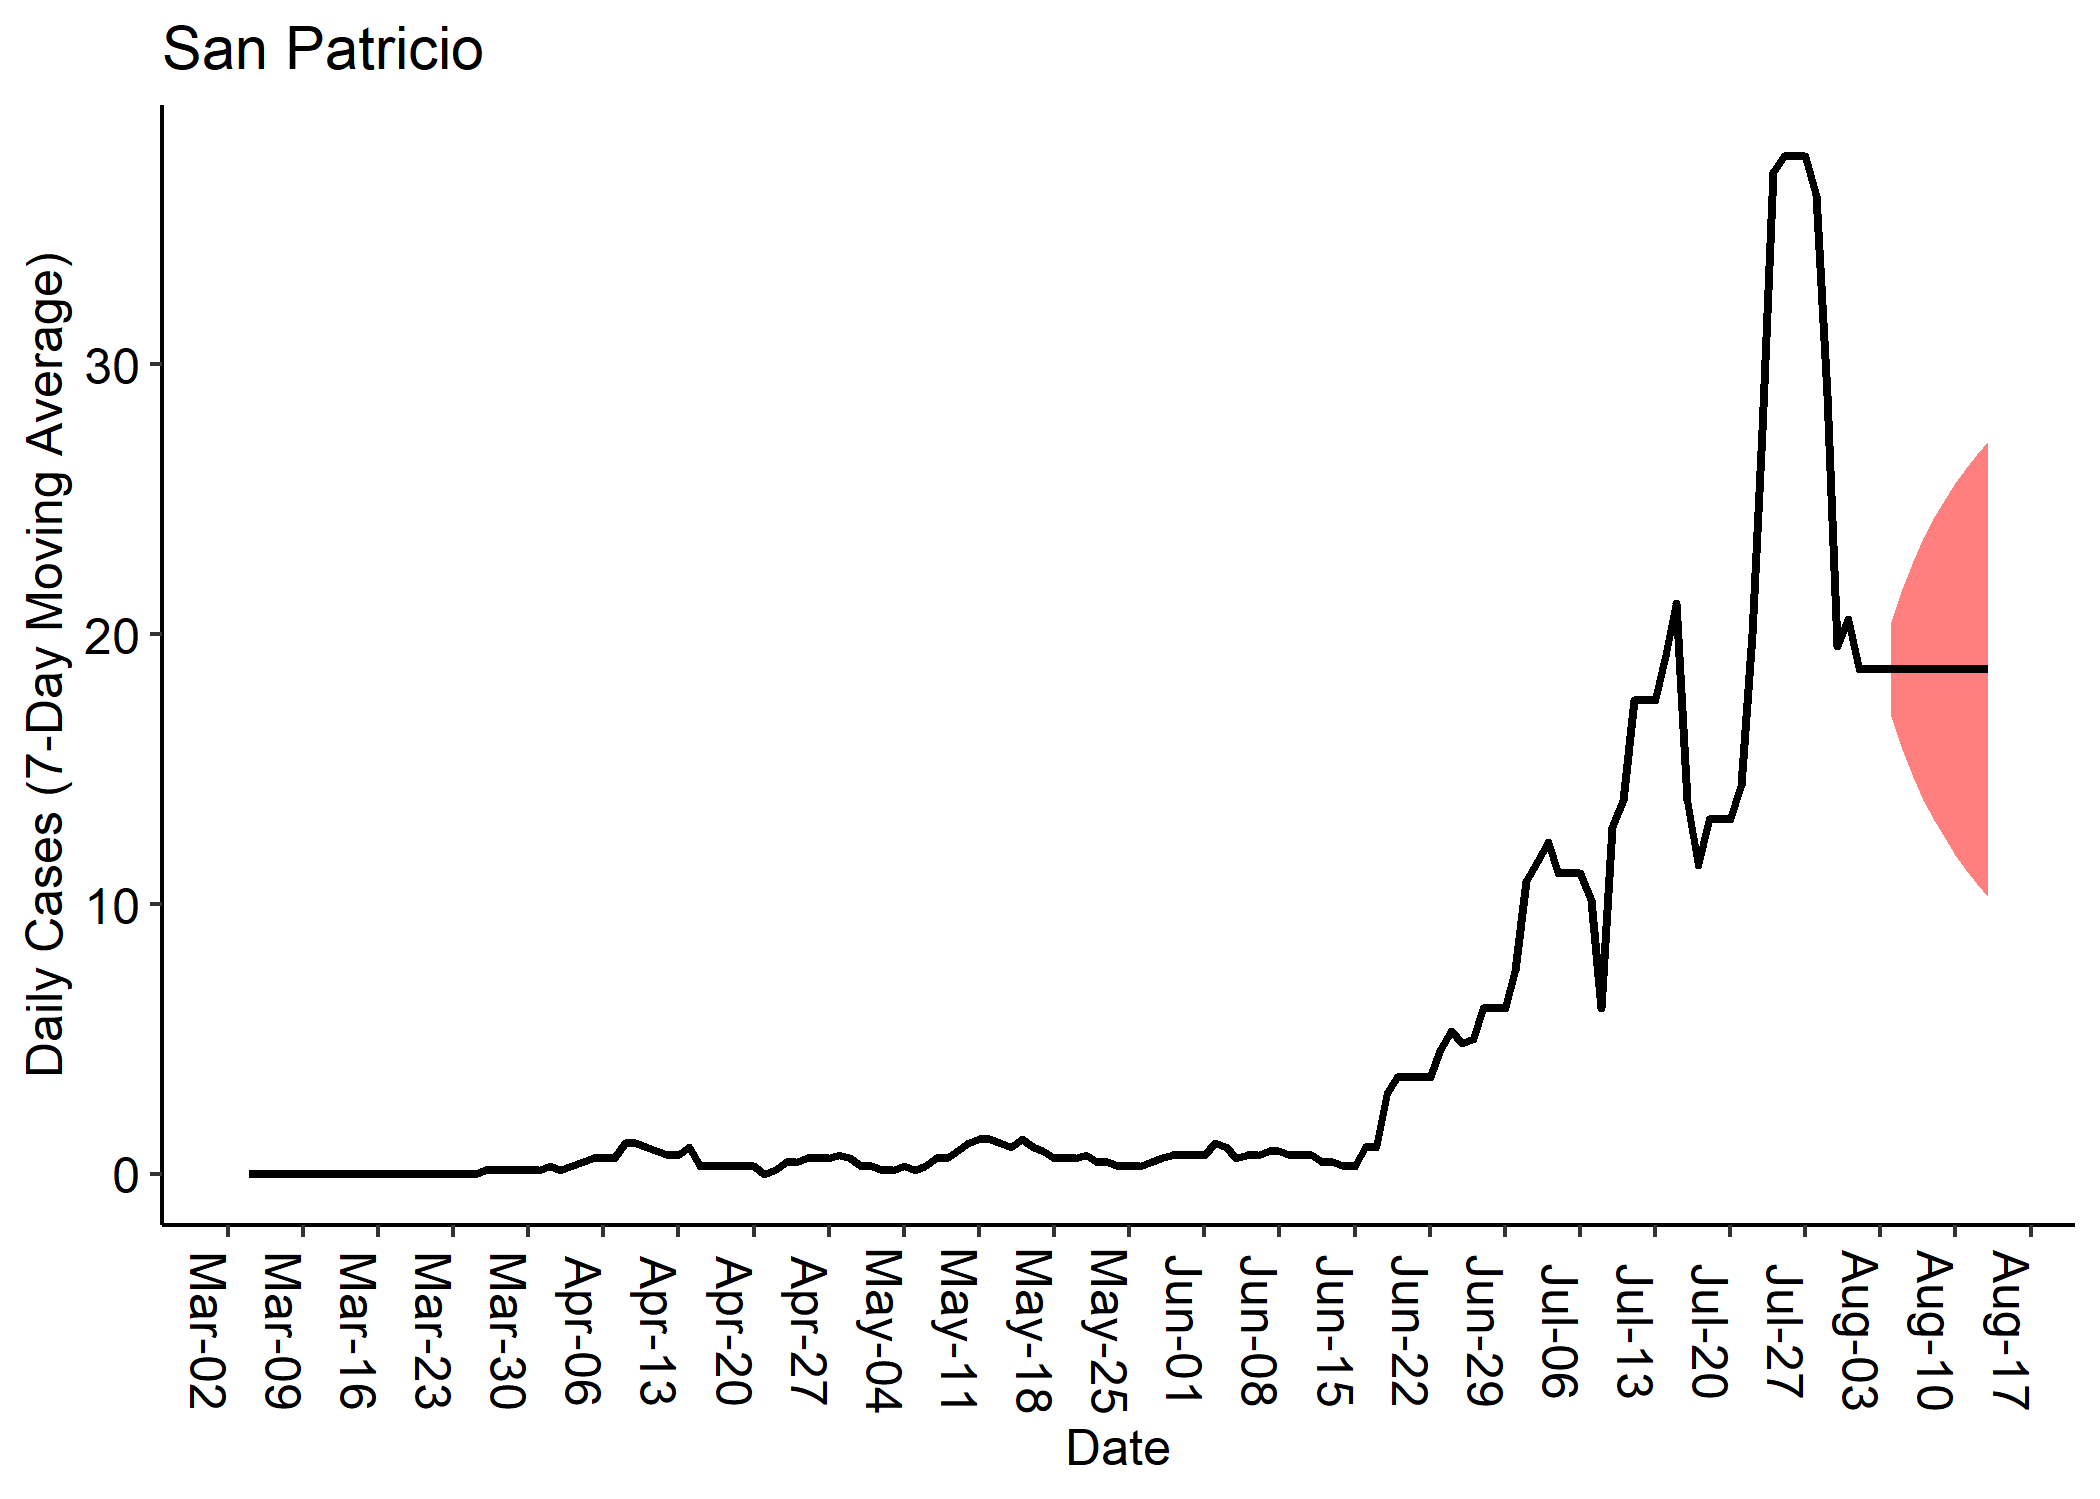 San Patricio
Daily Cases (7-Day Moving Average)
30
20
10
0
Mar-02
Mar-09
Mar-16
Mar-23
Mar-30
Apr-06
Apr-13
Apr-20
Apr-27
May-04
May-11
May-18
May-25
Jun-01
Jun-08
Jun-15
Jun-22
Jun-29
Jul-06
Jul-13
Jul-20
Jul-27
Aug-03
Aug-10
Aug-17
Date